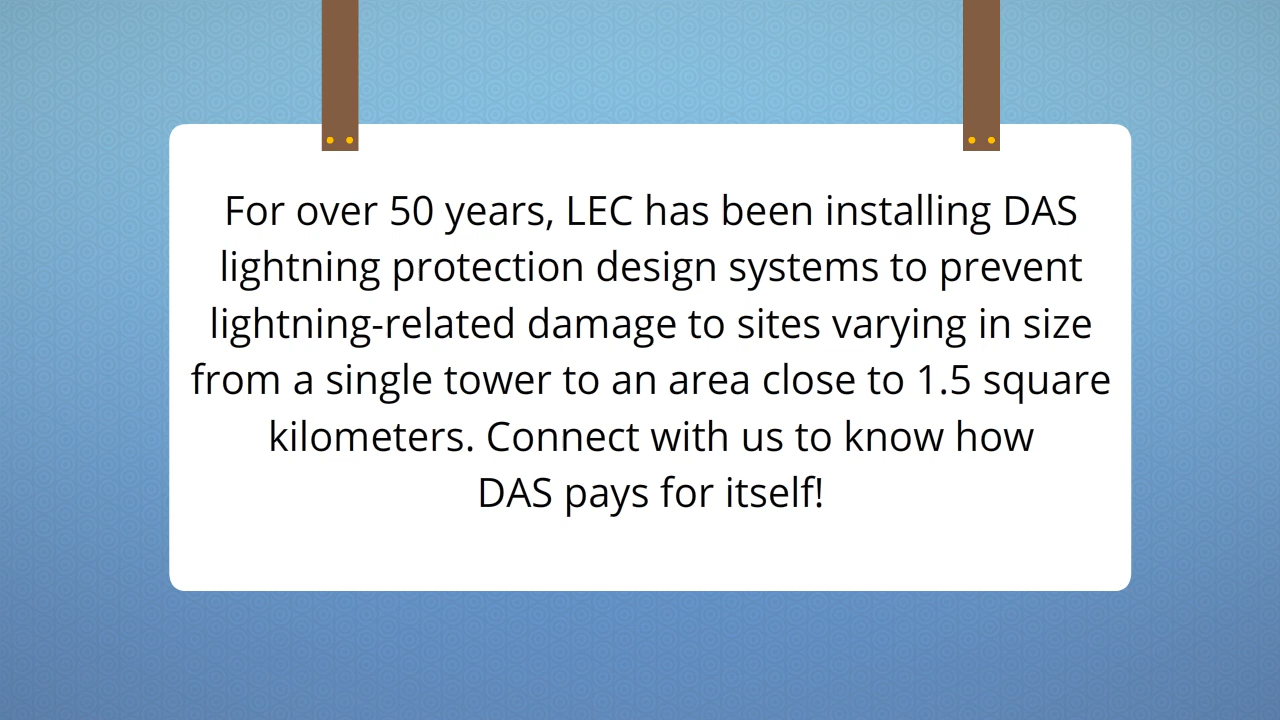 For over 50 years, LEC has been installing DAS
lightning protection design systems to prevent
lightning-related damage to sites varying in size
from a single tower to an area close to 1.5 square
kilometers. Connect with us to know how
DAS pays for itself!